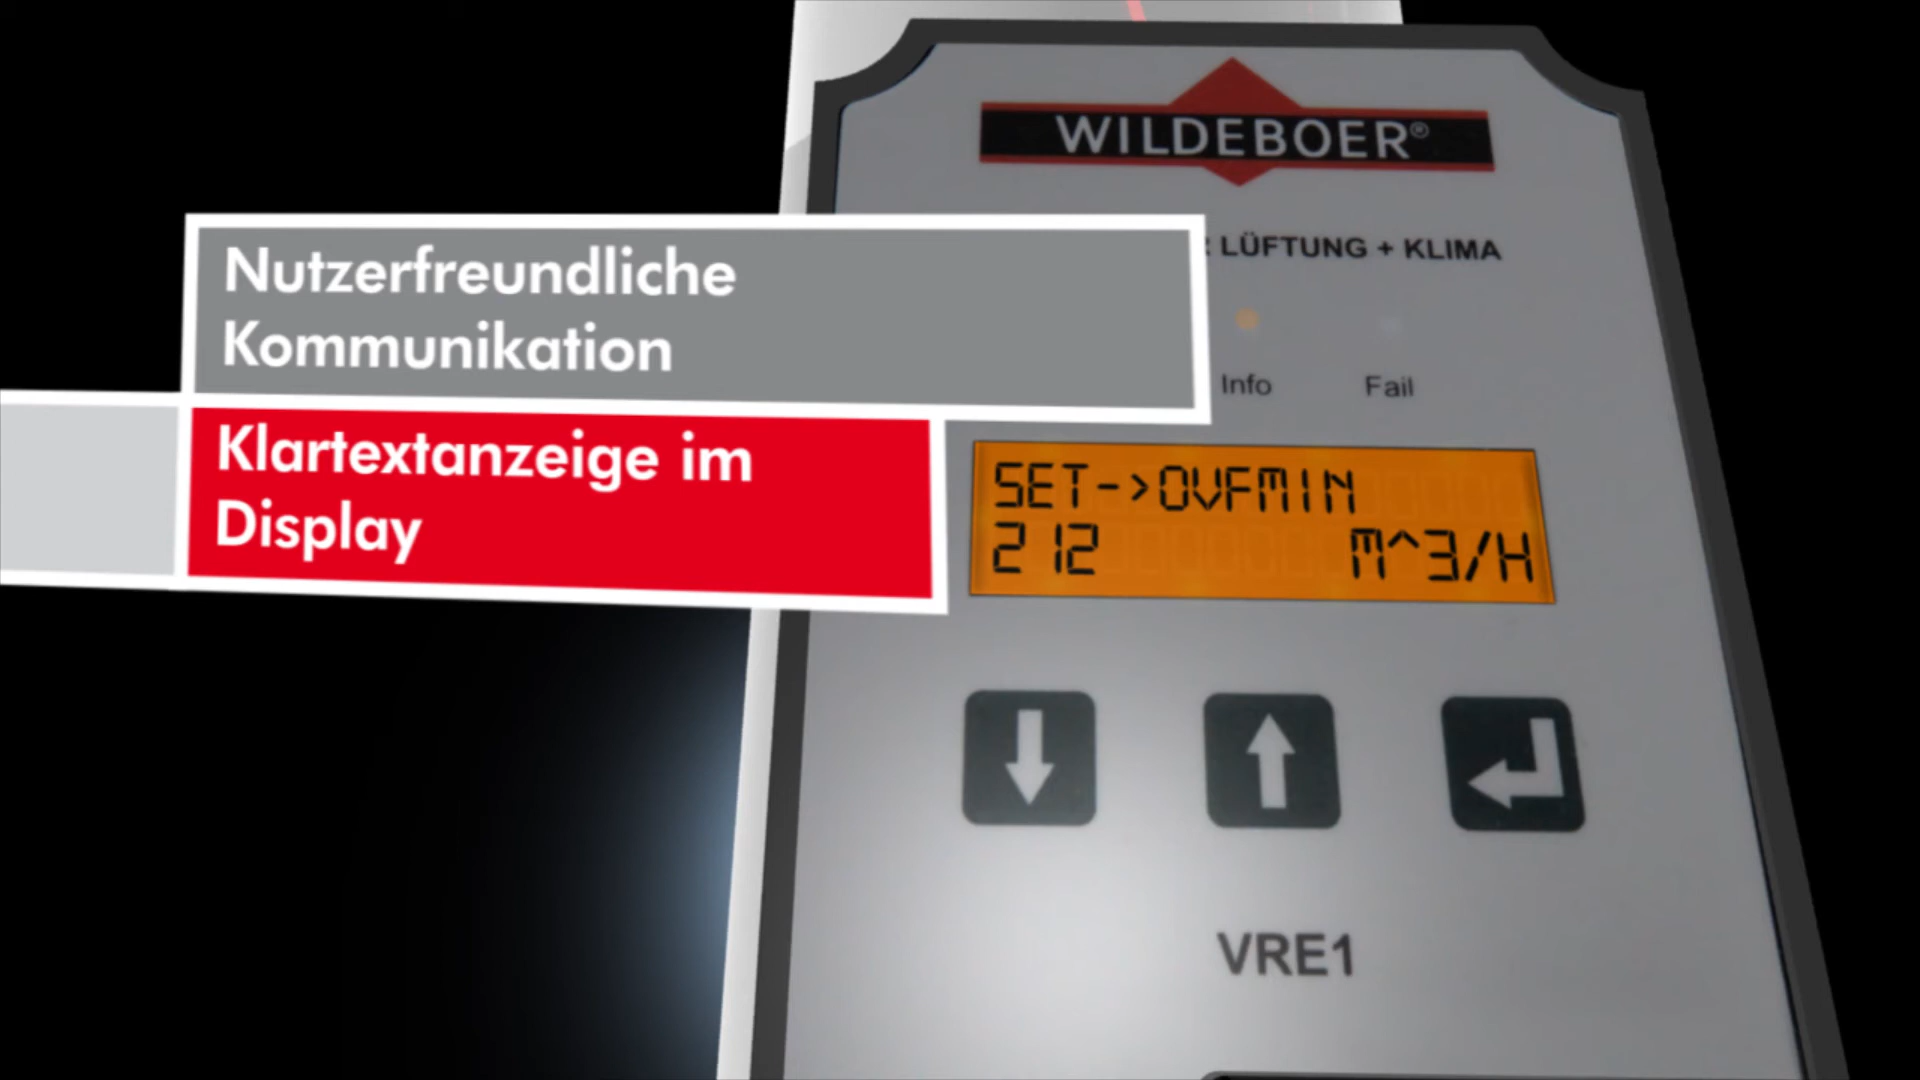 WILDEBOER®
LÜFTUNG + KLIMA
Nutzerfreundliche
Kommunikation
Info
Fail
Klartextanzeige im
Display
SET->OVFMIN
212 M^3/H
VRE1